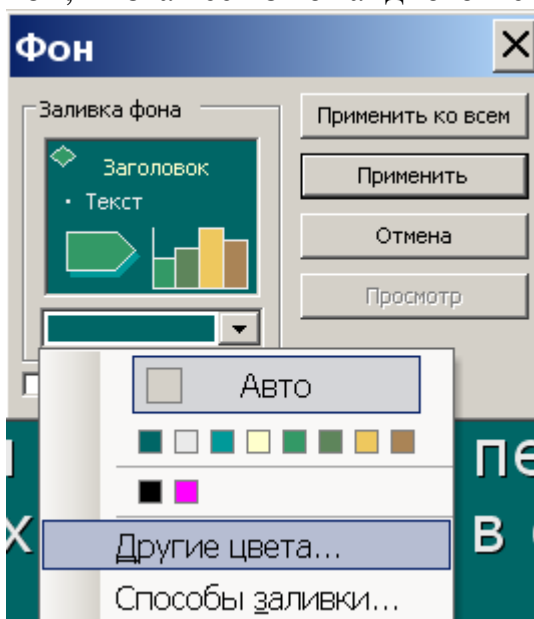 Фон
Заливка фона
Заголовок
Текст
Применить ко всем
Применить
Отмена
Просмотр
Авто
Другие цвета...
Способы заливки...